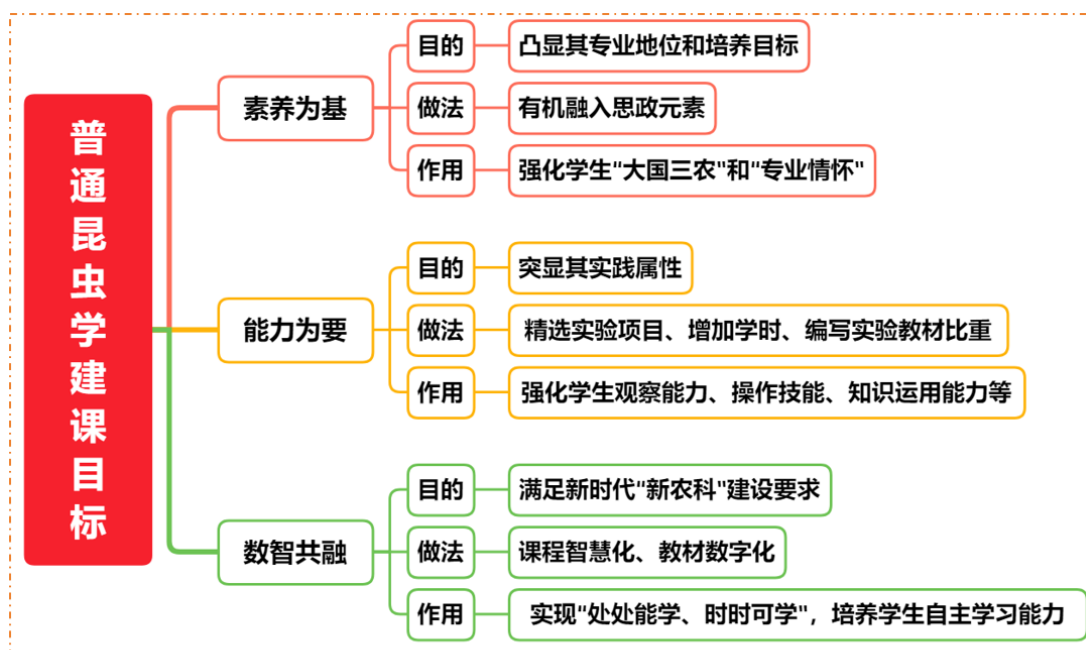 普通昆虫学建课目标
素养为基
目的
凸显其专业地位和培养目标
做法
有机融入思政元素
作用
强化学生"大国三农"和"专业情怀"
能力为要
目的
突显其实践属性
做法
精选实验项目、增加学时、编写实验教材比重
作用
强化学生观察能力、操作技能、知识运用能力等
数智共融
目的
满足新时代"新农科"建设要求
做法
课程智慧化、教材数字化
作用
实现"处处能学、时时可学"，培养学生自主学习能力